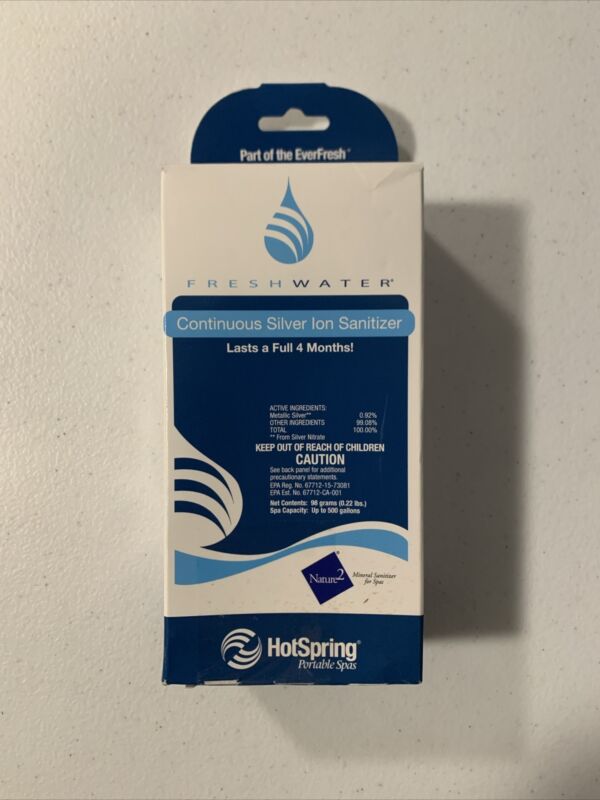 Part of the EverFresh®
FRESHWATER®
Continuous Silver Ion Sanitizer
Lasts a Full 4 Months!
ACTIVE INGREDIENTS:
Metallic Silver** 0.92%
OTHER INGREDIENTS 99.08%
TOTAL 100.00%
** From Silver Nitrate
KEEP OUT OF REACH OF CHILDREN
CAUTION
See back panel for additional
precautionary statements.
EPA Reg. No. 67712-15-73081
EPA Est. No. 67712-CA-001
Net Contents: 98 grams (0.22 lbs.)
Spa Capacity: Up to 500 gallons
Nature2®
Mineral Sanitizer
for Spas
HotSpring®
Portable Spas